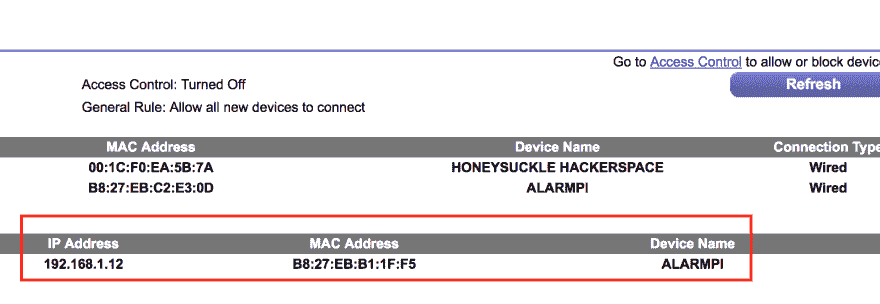 Go to Access Control to allow or block
Access Control: Turned Off
Refresh
General Rule: Allow all new devices to connect
MAC Address Device Name Connection Type
00:1C:F0:EA:5B:7A HONEYSUCKLE HACKERSPACE Wired
B8:27:EB:C2:E3:0D ALARMPI Wired
IP Address MAC Address Device Name
192.168.1.12 B8:27:EB:B1:1F:F5 ALARMPI